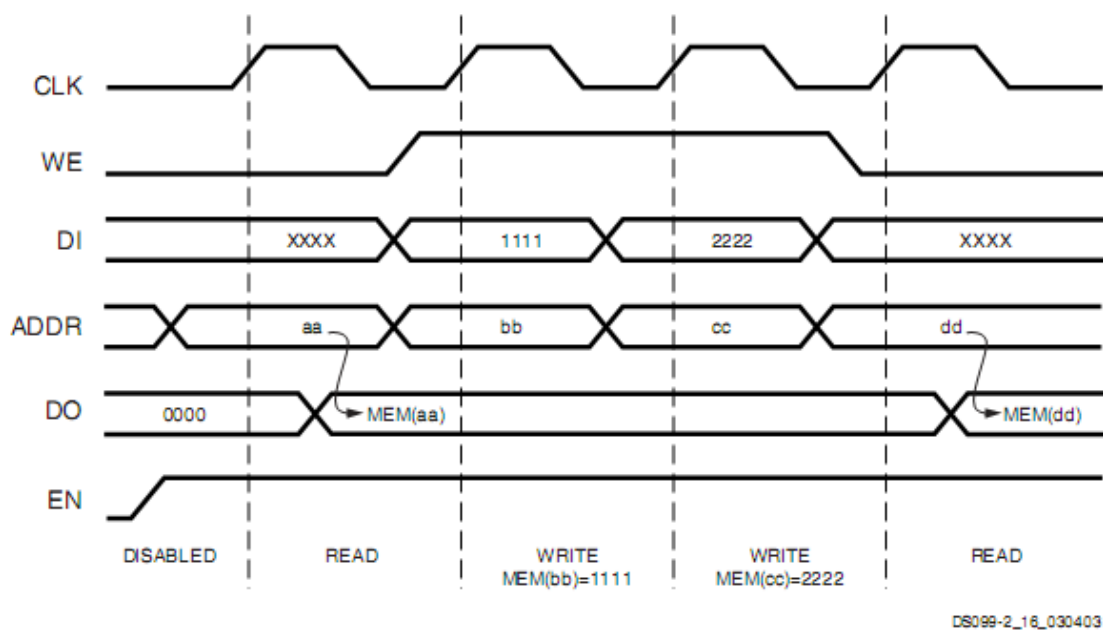 CLK
WE
DI XXXX 1111 2222 XXXX
ADDR aa bb cc dd
DO 0000 MEM(aa) MEM(dd)
EN
DISABLED READ WRITE WRITE READ
MEM(bb)=1111 MEM(cc)=2222
DS099-2_16_030403